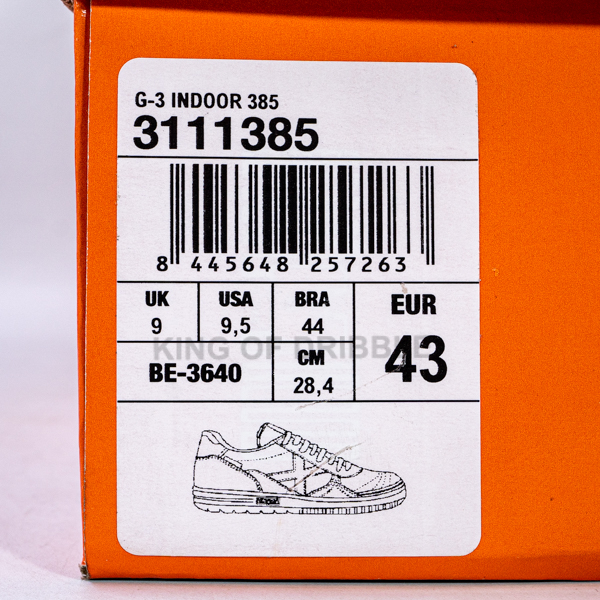 G-3 INDOOR 385
3111385
8 445648 257263
UK USA BRA EUR
9 9,5 44 43
KING OF DRIBBLE
BE-3640 CM
28,4